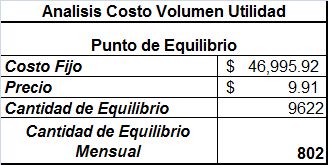 Analisis Costo Volumen Utilidad
Punto de Equilibrio
Costo Fijo $ 46,995.92
Precio $ 9.91
Cantidad de Equilibrio 9622
Cantidad de Equilibrio
Mensual 802